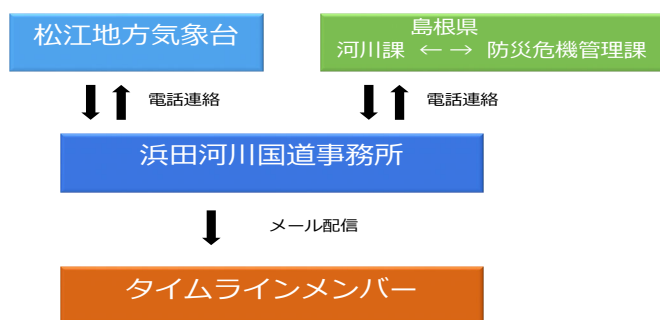 松江地方気象台
島根県
河川課 ←→ 防災危機管理課
電話連絡
電話連絡
浜田河川国道事務所
メール配信
タイムラインメンバー